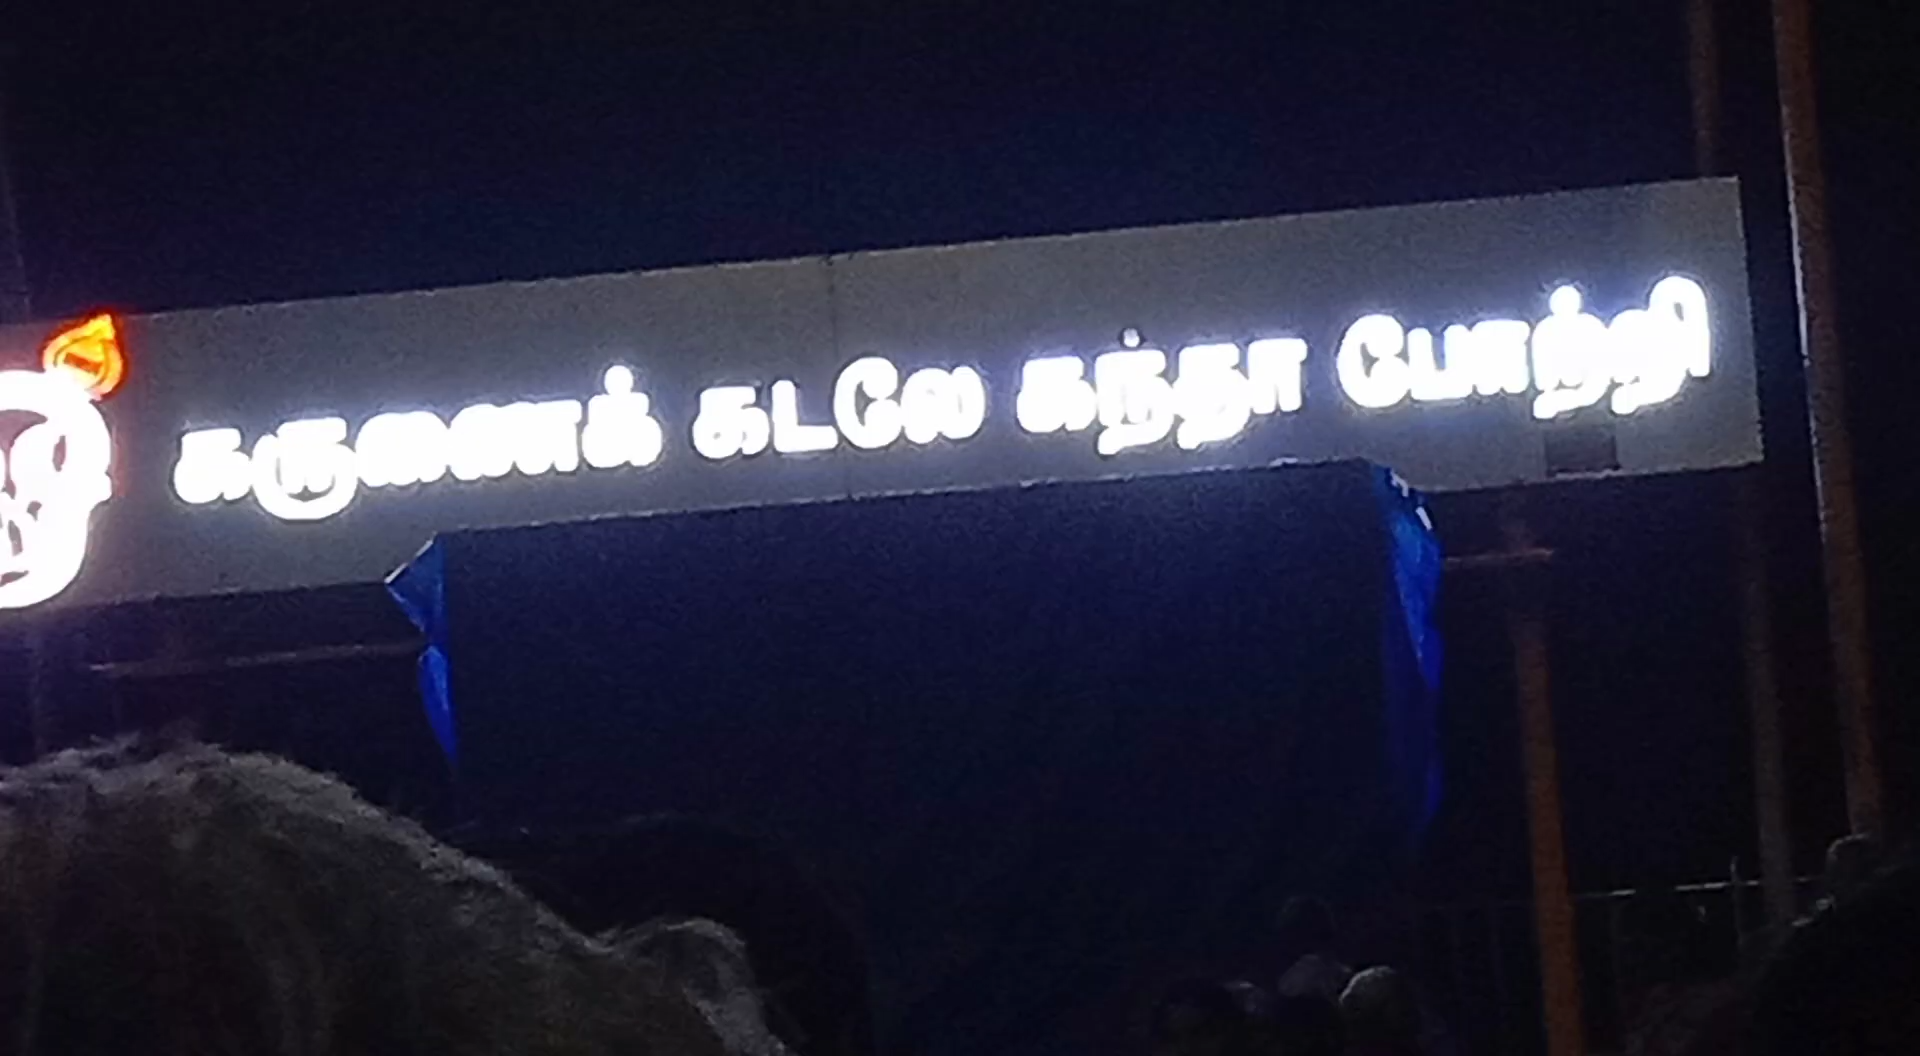 ஓ கருணைக் கடலே கந்தா போற்றி